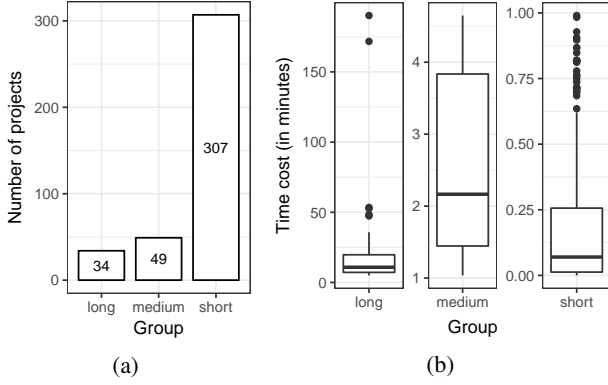 Number of projects
300
200
100
0
34
49
307
long medium short
Group
(a)
Time cost (in minutes)
150
100
50
25
0
long
4
3
2
1
medium
1.00
0.75
0.50
0.25
0.00
short
Group
(b)